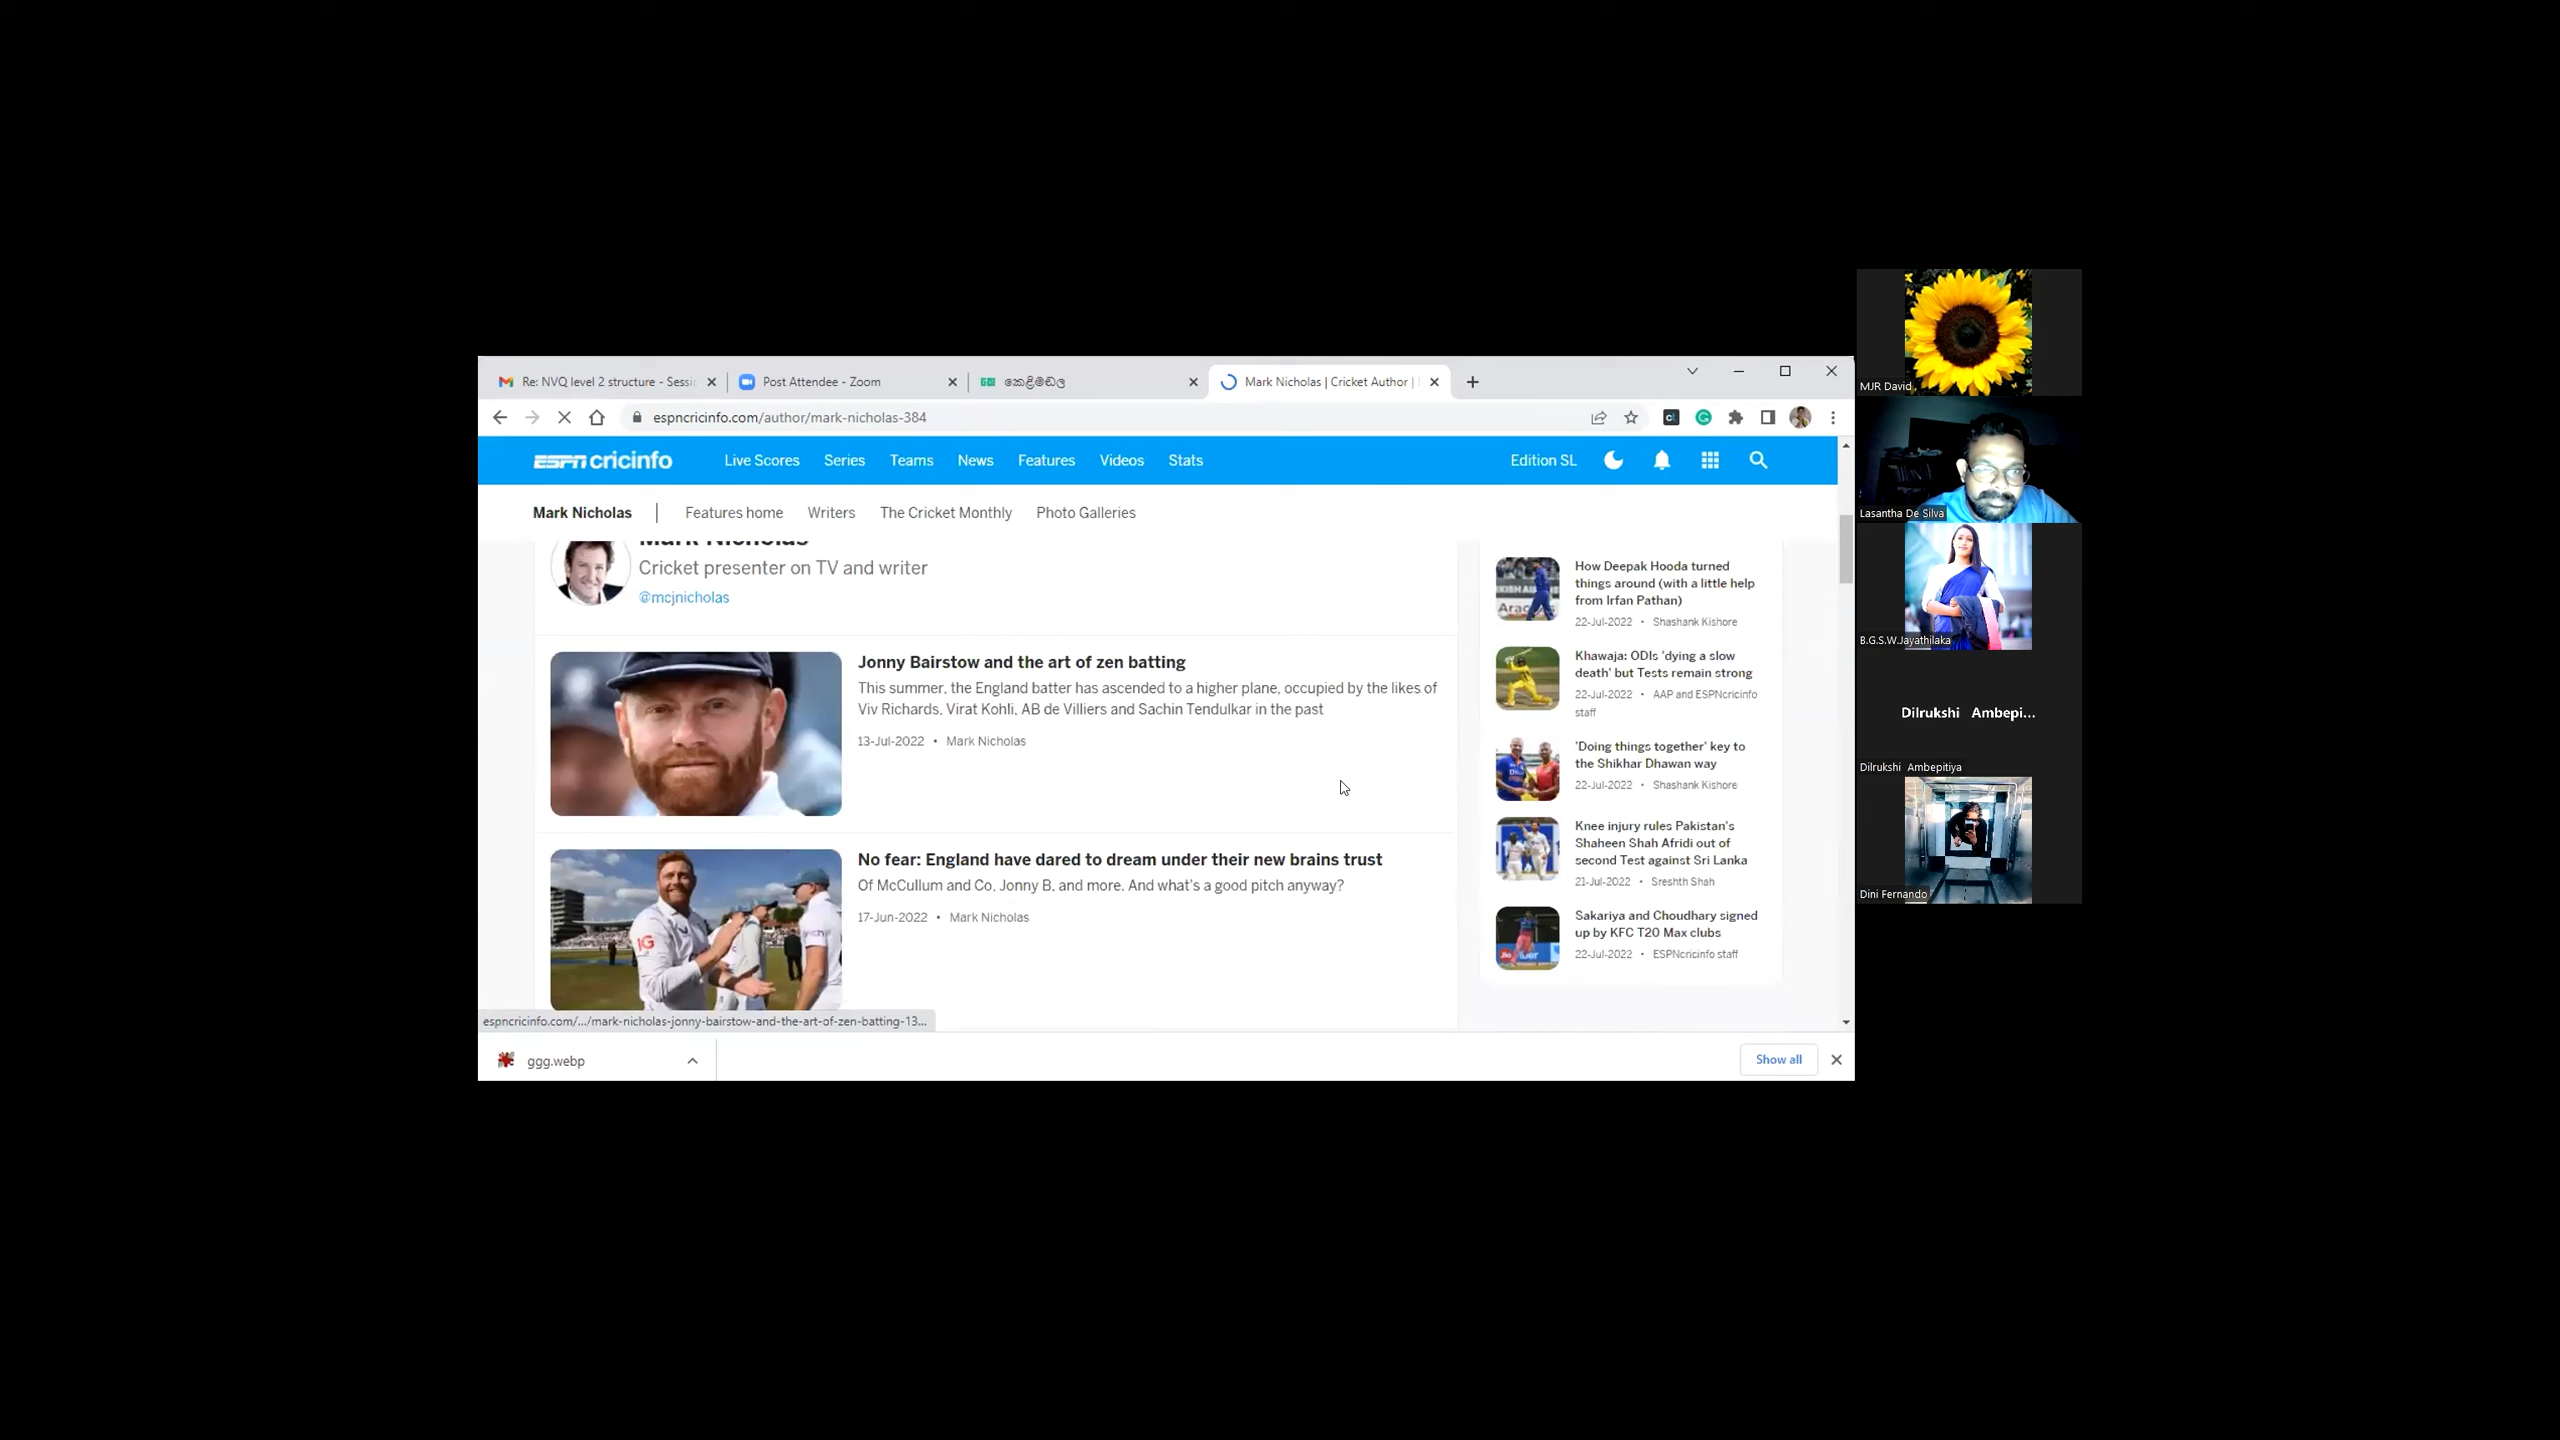 Re: NVQ level 2 structure - Sessi
Post Attendee - Zoom
කෙළිමඬල
Mark Nicholas | Cricket Author |
espncricinfo.com/author/mark-nicholas-384
ESPN cricinfo
Live Scores
Series
Teams
News
Features
Videos
Stats
Edition SL
Mark Nicholas
Features home
Writers
The Cricket Monthly
Photo Galleries
Mark Nicholas
Cricket presenter on TV and writer
@mcjnicholas
Jonny Bairstow and the art of zen batting
This summer, the England batter has ascended to a higher plane, occupied by the likes of
Viv Richards, Virat Kohli, AB de Villiers and Sachin Tendulkar in the past
13-Jul-2022 • Mark Nicholas
No fear: England have dared to dream under their new brains trust
Of McCullum and Co, Jonny B, and more. And what's a good pitch anyway?
17-Jun-2022 • Mark Nicholas
How Deepak Hooda turned
things around (with a little help
from Irfan Pathan)
22-Jul-2022 • Shashank Kishore
Khawaja: ODIs 'dying a slow
death' but Tests remain strong
22-Jul-2022 • AAP and ESPNcricinfo
staff
'Doing things together' key to
the Shikhar Dhawan way
22-Jul-2022 • Shashank Kishore
Knee injury rules Pakistan's
Shaheen Shah Afridi out of
second Test against Sri Lanka
21-Jul-2022 • Sreshth Shah
Sakariya and Choudhary signed
up by KFC T20 Max clubs
22-Jul-2022 • ESPNcricinfo staff
espncricinfo.com/.../mark-nicholas-jonny-bairstow-and-the-art-of-zen-batting-13...
ggg.webp
Show all
MJR David
Lasantha De Silva
B.G.S.W.Jayathilaka
Dilrukshi Ambepi...
Dilrukshi Ambepitiya
Dini Fernando